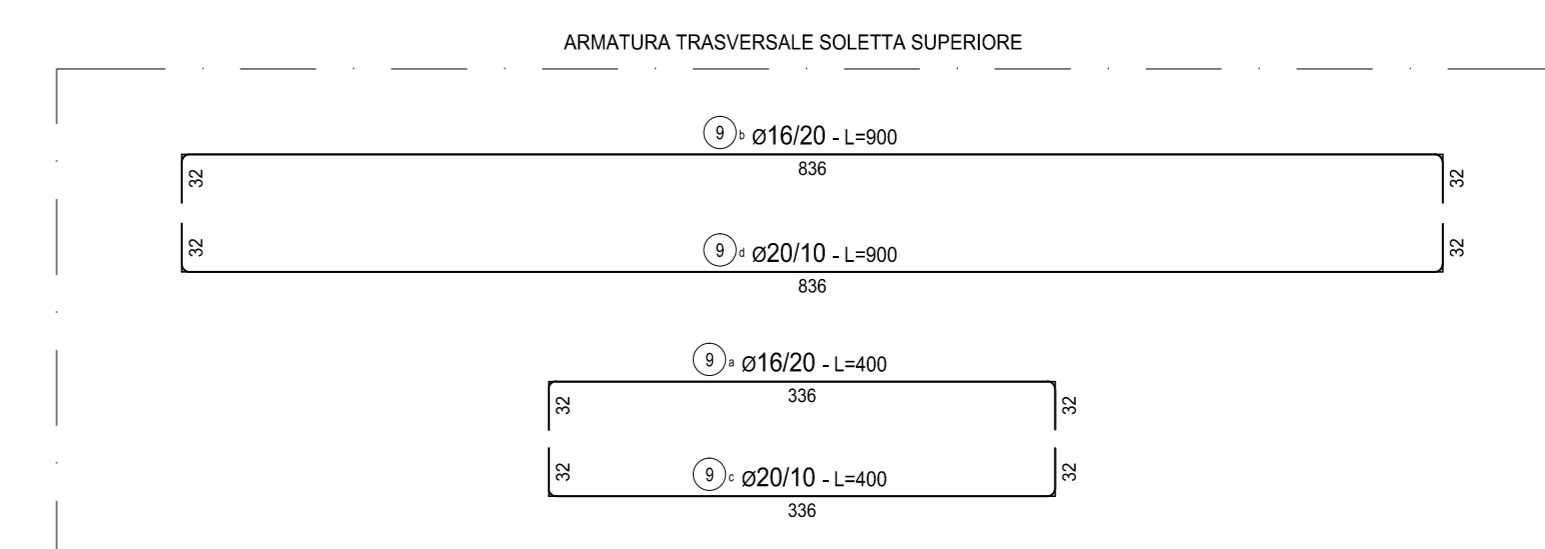 ARMATURA TRASVERSALE SOLETTA SUPERIORE
9 b Ø16/20 - L=900
32 836 32
9 d Ø20/10 - L=900
32 836 32
9 a Ø16/20 - L=400
32 336 32
9 c Ø20/10 - L=400
32 336 32